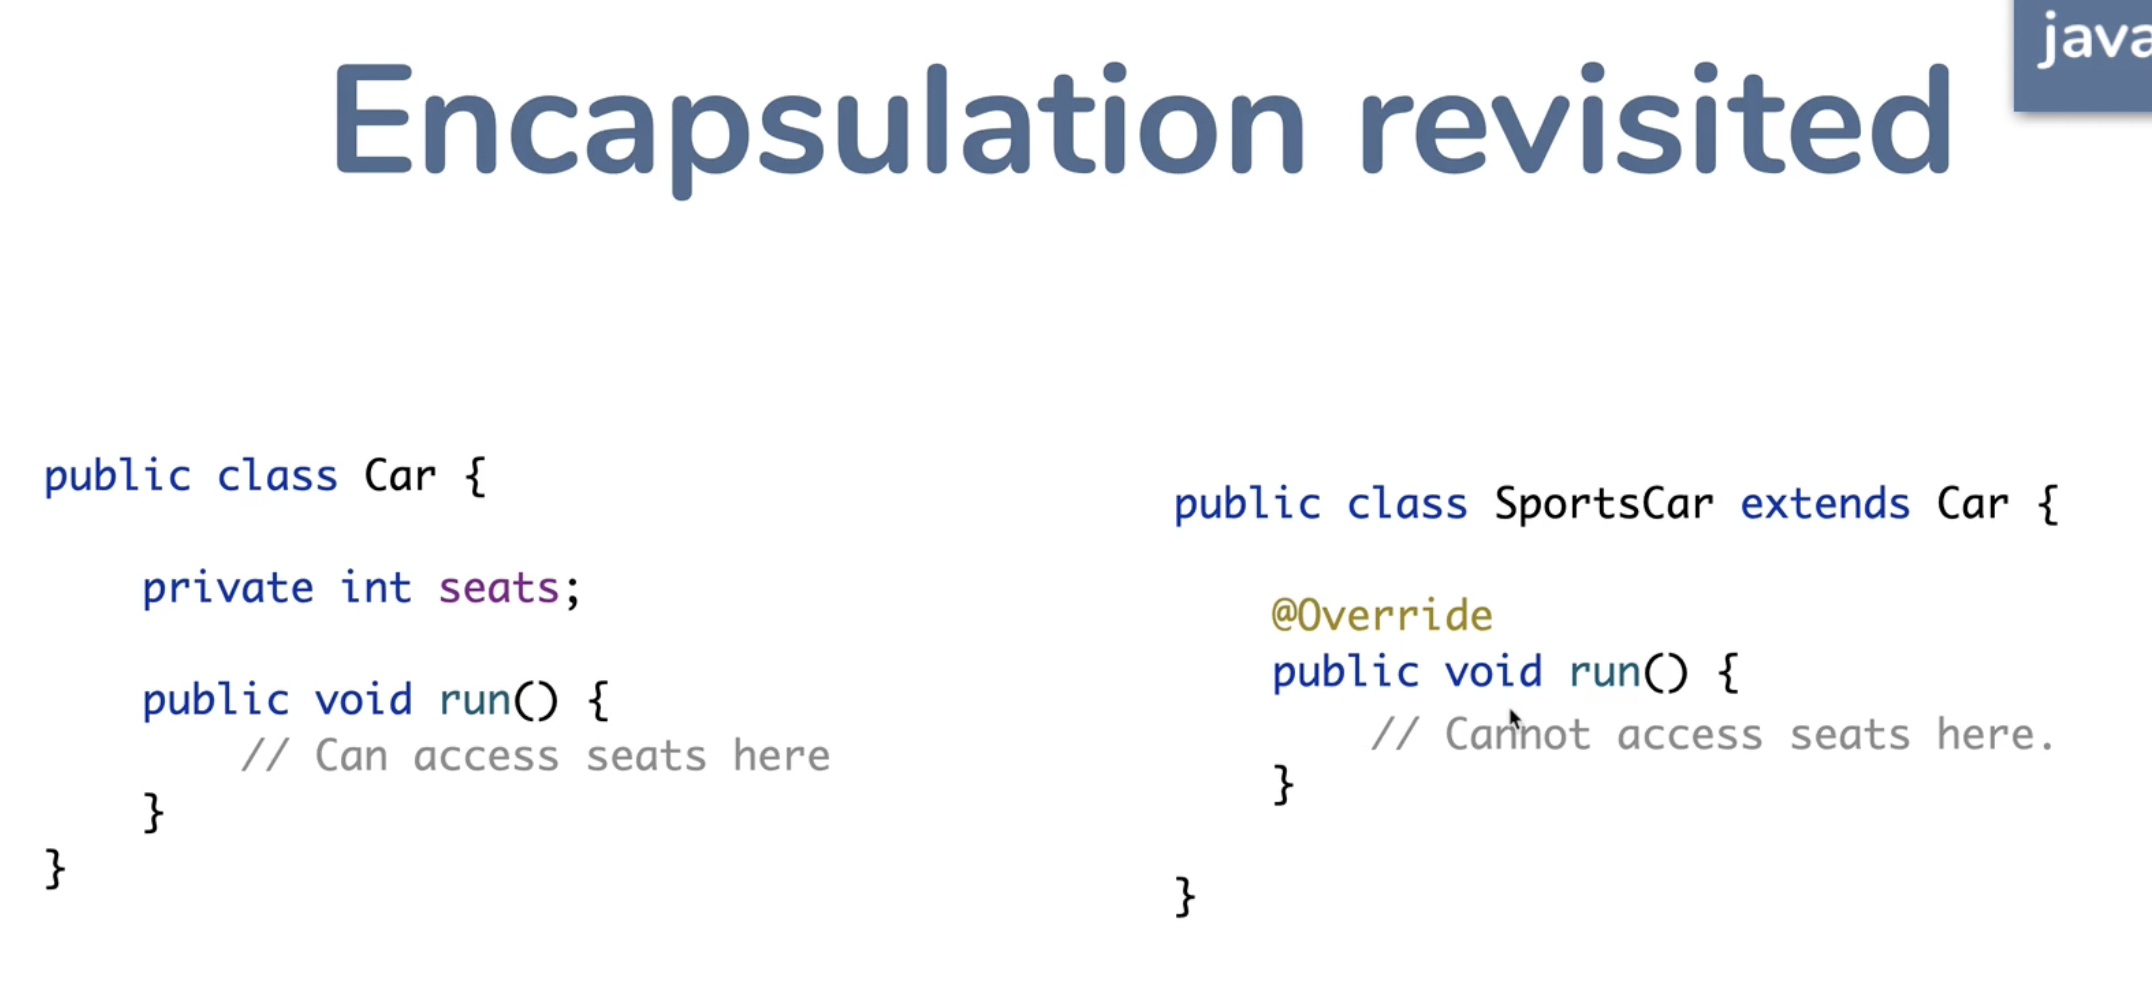 java
Encapsulation revisited
public class Car {
private int seats;
public void run() {
// Can access seats here
}
}
public class SportsCar extends Car {
@Override
public void run() {
// Cannot access seats here.
}
}